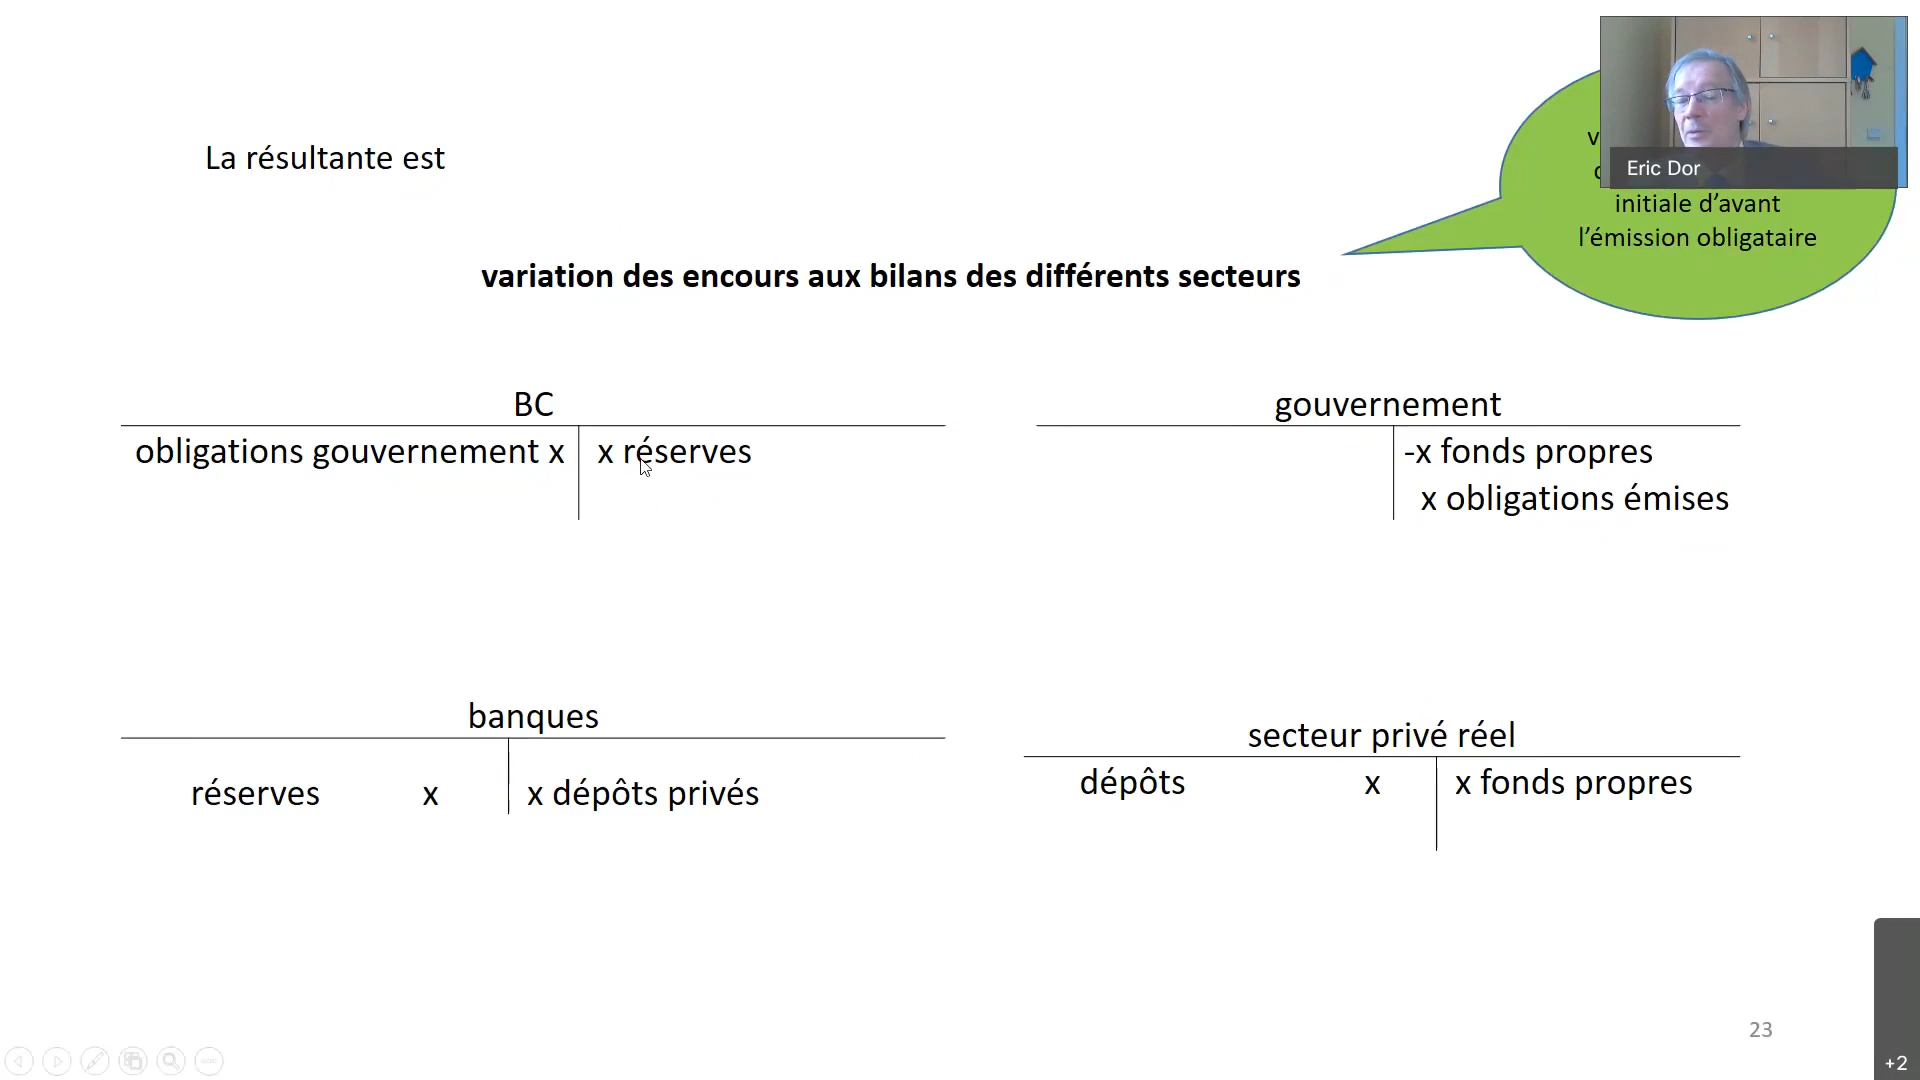 La résultante est
Eric Dor
initiale d’avant
l’émission obligataire
variation des encours aux bilans des différents secteurs
BC
obligations gouvernement x
x réserves
gouvernement
-x fonds propres
x obligations émises
banques
réserves x
x dépôts privés
secteur privé réel
dépôts x
x fonds propres
23
+2